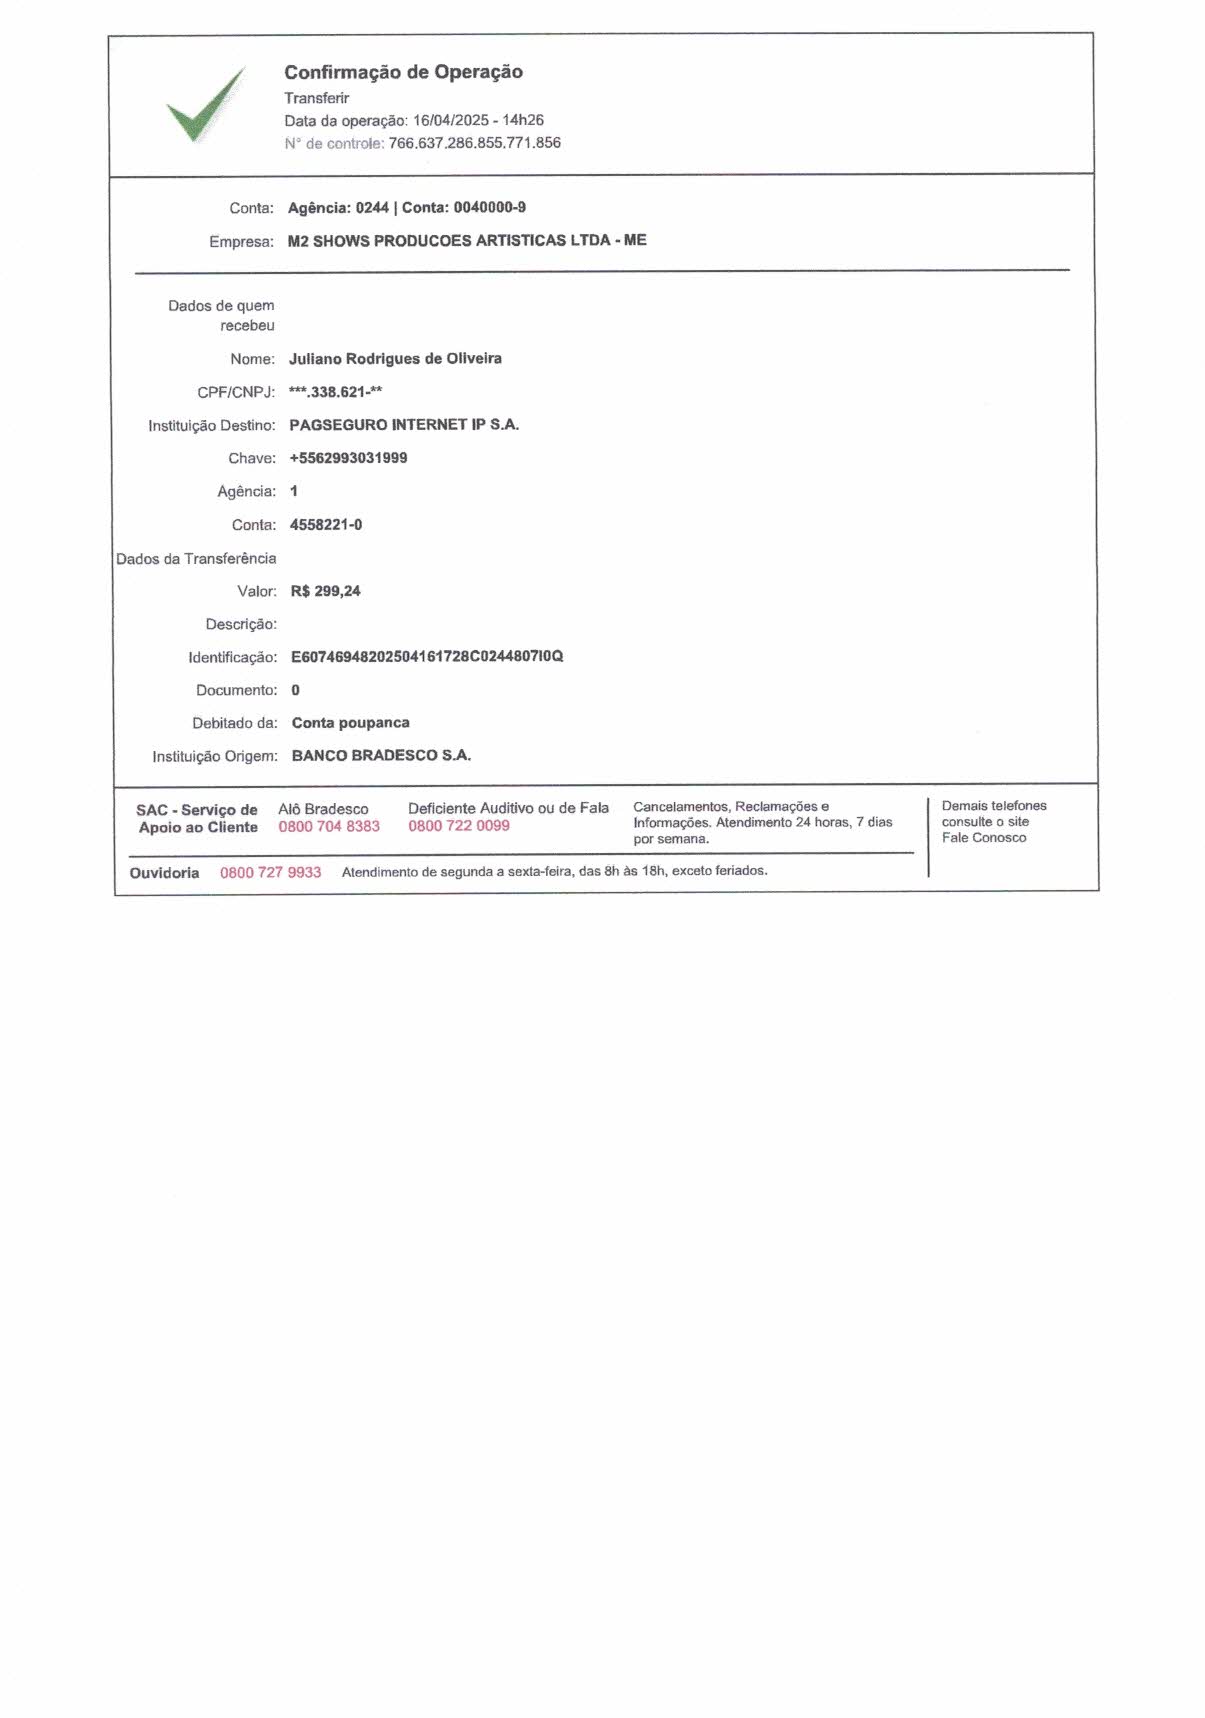 Confirmação de Operação
Transferir
Data da operação: 16/04/2025 - 14h26
N° de controle: 766.637.286.855.771.856
Conta: Agência: 0244 | Conta: 0040000-9
Empresa: M2 SHOWS PRODUCOES ARTISTICAS LTDA - ME
Dados de quem
recebeu
Nome: Juliano Rodrigues de Oliveira
CPF/CNPJ: ***.338.621-**
Instituição Destino: PAGSEGURO INTERNET IP S.A.
Chave: +5562993031999
Agência: 1
Conta: 4558221-0
Dados da Transferência
Valor: R$ 299,24
Descrição:
Identificação: E60746948202504161728C0244807I0Q
Documento: 0
Debitado da: Conta poupanca
Instituição Origem: BANCO BRADESCO S.A.
SAC - Serviço de
Apoio ao Cliente
Alô Bradesco
0800 704 8383
Deficiente Auditivo ou de Fala
0800 722 0099
Cancelamentos, Reclamações e
Informações. Atendimento 24 horas, 7 dias
por semana.
Demais telefones
consulte o site
Fale Conosco
Ouvidoria 0800 727 9933 Atendimento de segunda a sexta-feira, das 8h às 18h, exceto feriados.